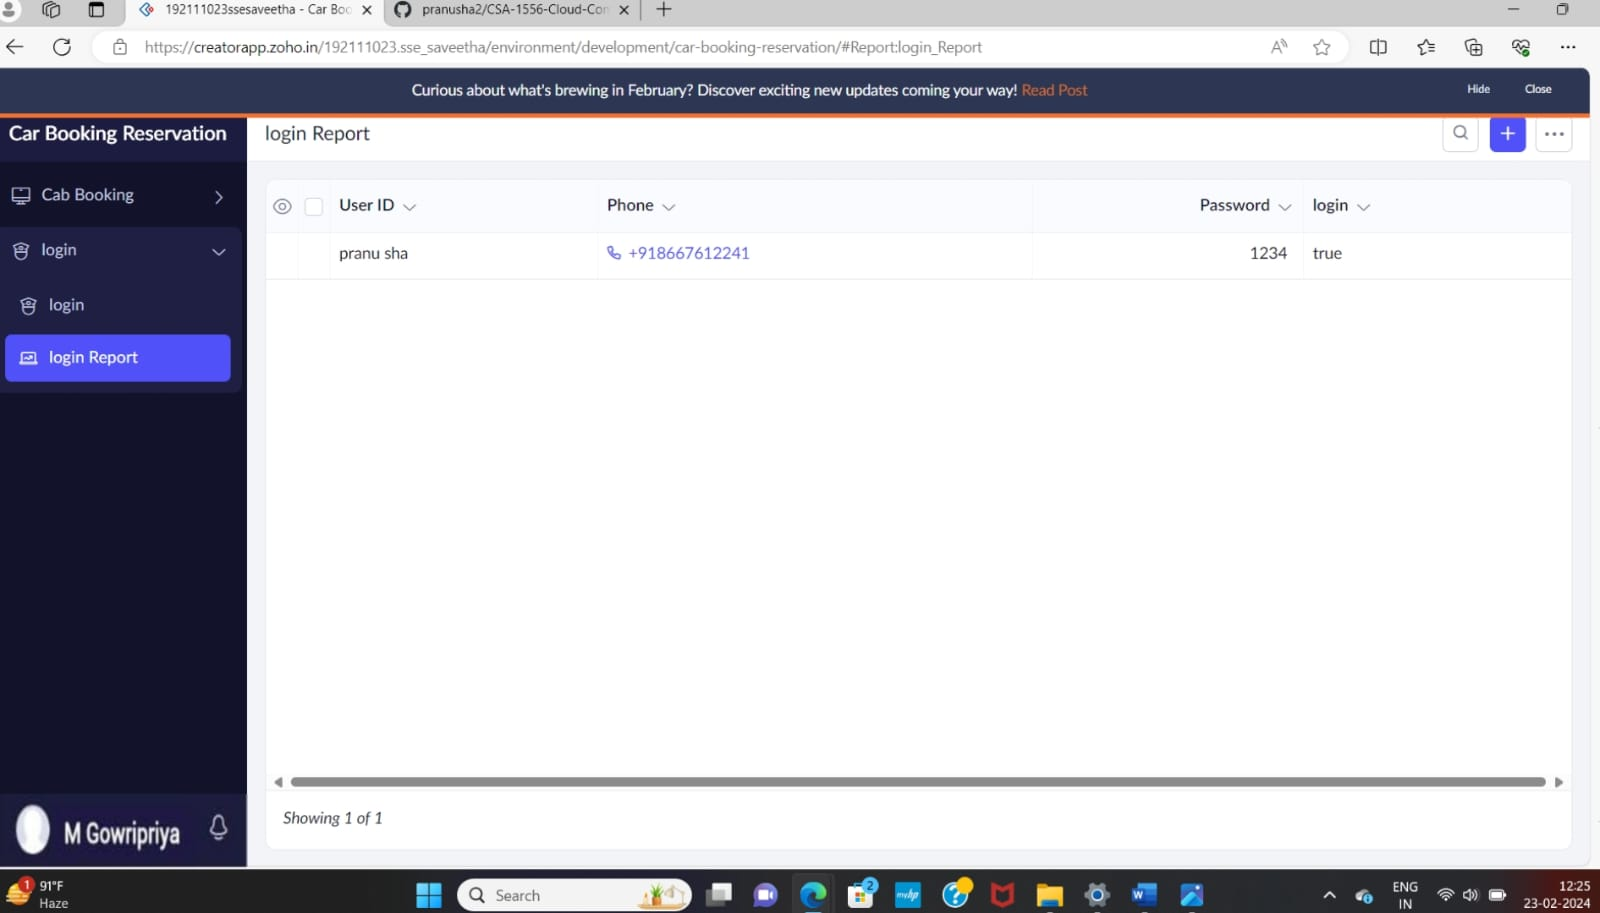 192111023ssesaveetha - Car Boo
pranusha2/CSA-1556-Cloud-Con
https://creatorapp.zoho.in/192111023.sse_saveetha/environment/development/car-booking-reservation/#Report:login_Report
Curious about what's brewing in February? Discover exciting new updates coming your way! Read Post
Hide
Close
Car Booking Reservation
login Report
Cab Booking
login
login
login Report
User ID
Phone
Password
login
pranu sha
+918667612241
1234
true
Showing 1 of 1
M Gowripriya
1
91°F
Haze
Search
2
myhp
ENG
IN
12:25
23-02-2024